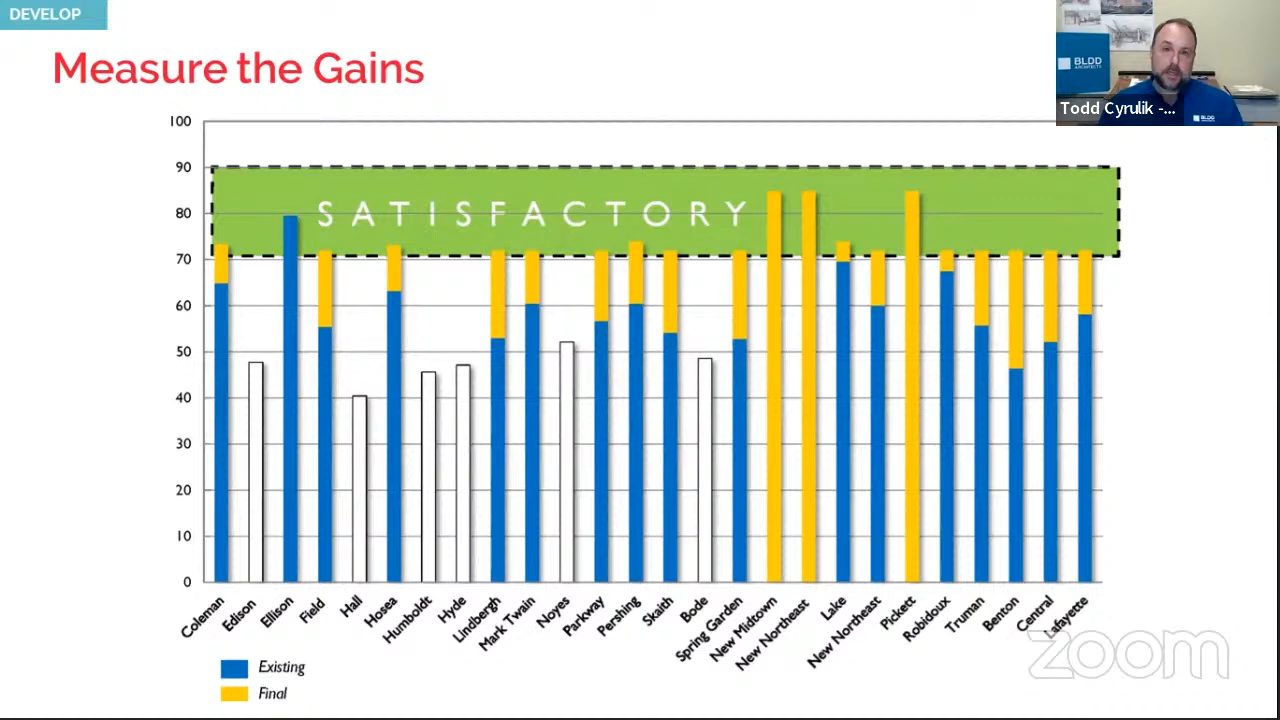 DEVELOP
Measure the Gains
BLDD
ARCHITECTS
BLDD
Todd Cyrulik -...
100
90
80
70
60
50
40
30
20
10
0
SATISFACTORY
Coleman
Edison
Ellison
Field
Hall
Hosea
Humboldt
Hyde
Lindbergh
Mark Twain
Noyes
Parkway
Pershing
Skaith
Bode
Spring Garden
New Midtown
New Northeast
Lake
New Northeast
Pickett
Robidoux
Truman
Benton
Central
Lafayette
Existing
Final
zoom